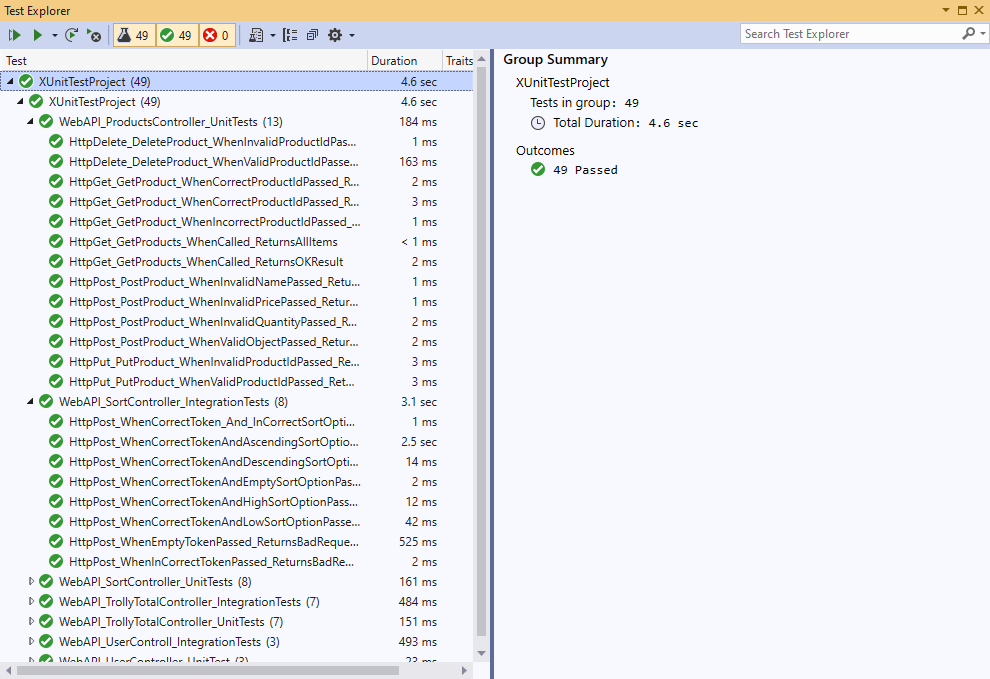 Test Explorer
49 49 0
Search Test Explorer
Test Duration Traits
XUnitTestProject (49) 4.6 sec
XUnitTestProject (49) 4.6 sec
WebAPI_ProductsController_UnitTests (13) 184 ms
HttpDelete_DeleteProduct_WhenInvalidProductIdPas... 1 ms
HttpDelete_DeleteProduct_WhenValidProductIdPasse... 163 ms
HttpGet_GetProduct_WhenCorrectProductIdPassed_R... 2 ms
HttpGet_GetProduct_WhenCorrectProductIdPassed_R... 3 ms
HttpGet_GetProduct_WhenIncorrectProductIdPassed_... 1 ms
HttpGet_GetProducts_WhenCalled_ReturnsAllItems < 1 ms
HttpGet_GetProducts_WhenCalled_ReturnsOKResult 2 ms
HttpPost_PostProduct_WhenInvalidNamePassed_Retu... 1 ms
HttpPost_PostProduct_WhenInvalidPricePassed_Retur... 1 ms
HttpPost_PostProduct_WhenInvalidQuantityPassed_R... 2 ms
HttpPost_PostProduct_WhenValidObjectPassed_Retur... 2 ms
HttpPut_PutProduct_WhenInvalidProductIdPassed_Re... 3 ms
HttpPut_PutProduct_WhenValidProductIdPassed_Ret... 3 ms
WebAPI_SortController_IntegrationTests (8) 3.1 sec
HttpPost_WhenCorrectToken_And_InCorrectSortOpti... 1 ms
HttpPost_WhenCorrectTokenAndAscendingSortOptio... 2.5 sec
HttpPost_WhenCorrectTokenAndDescendingSortOpti... 14 ms
HttpPost_WhenCorrectTokenAndEmptySortOptionPas... 2 ms
HttpPost_WhenCorrectTokenAndHighSortOptionPass... 12 ms
HttpPost_WhenCorrectTokenAndLowSortOptionPasse... 42 ms
HttpPost_WhenEmptyTokenPassed_ReturnsBadReque... 525 ms
HttpPost_WhenInCorrectTokenPassed_ReturnsBadRe... 2 ms
WebAPI_SortController_UnitTests (8) 161 ms
WebAPI_TrollyTotalController_IntegrationTests (7) 484 ms
WebAPI_TrollyTotalController_UnitTests (7) 151 ms
WebAPI_UserControll_IntegrationTests (3) 493 ms
WebAPI_UserController_UnitTest (3) 23 ms
Group Summary
XUnitTestProject
Tests in group: 49
Total Duration: 4.6 sec
Outcomes
49 Passed